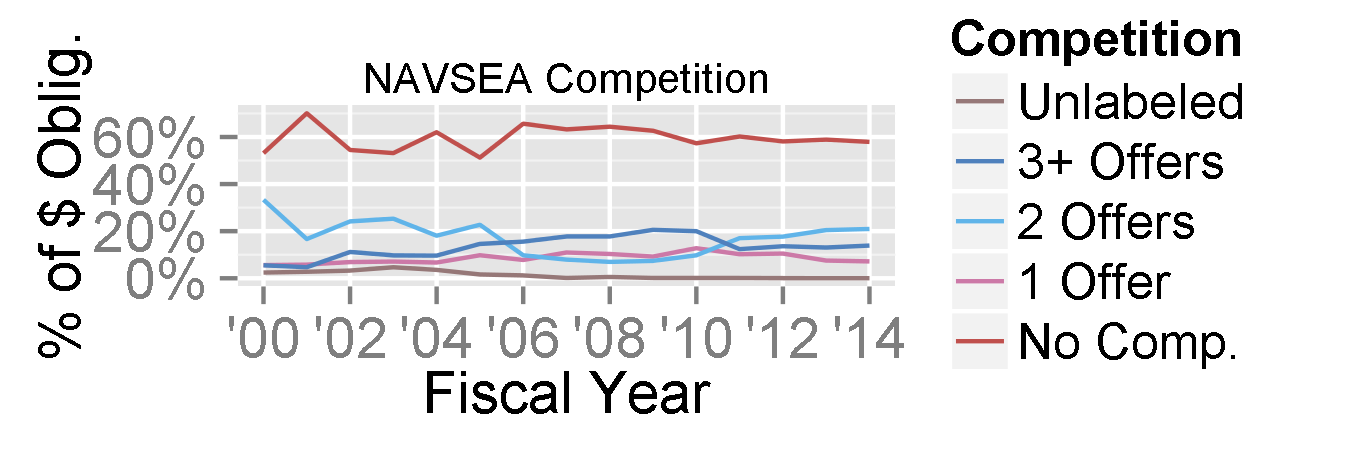 NAVSEA Competition
% of $ Oblig.
60%
40%
20%
0%
'00 '02 '04 '06 '08 '10 '12 '14
Fiscal Year
Competition
Unlabeled
3+ Offers
2 Offers
1 Offer
No Comp.